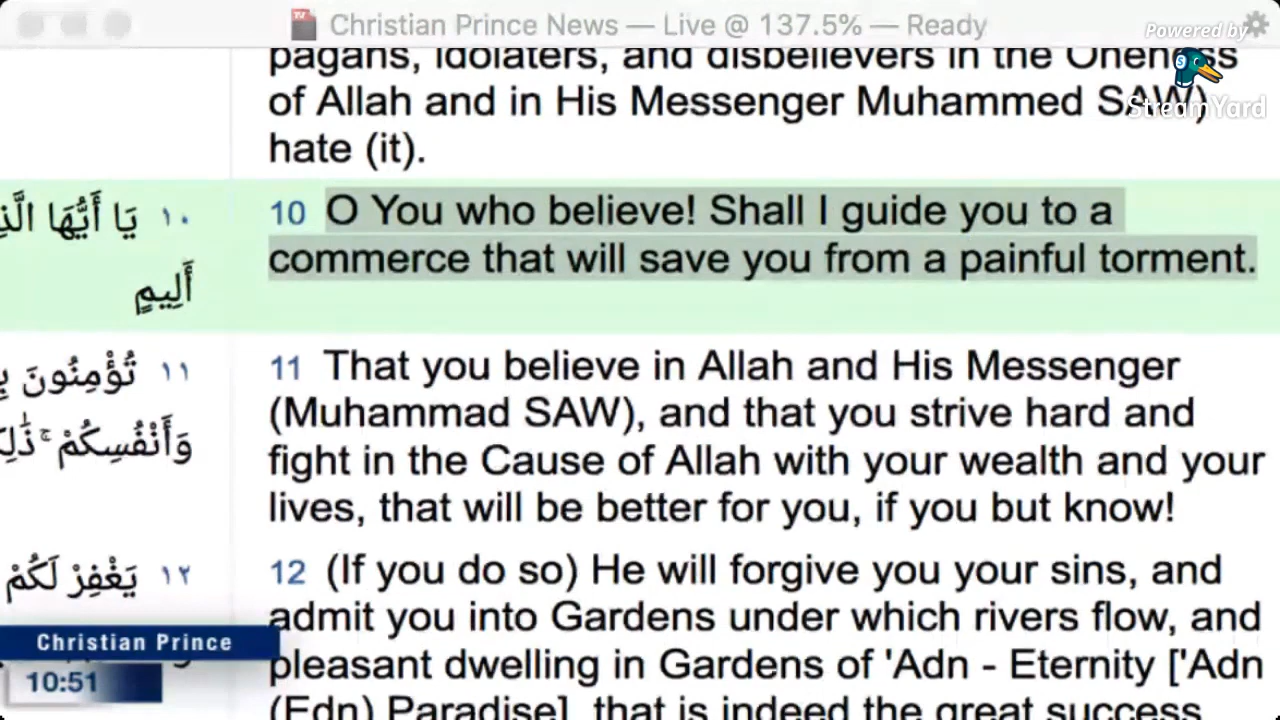 Christian Prince News — Live @ 137.5% — Ready
Powered by
StreamYard
pagans, idolaters, and disbelievers in the Oneness
of Allah and in His Messenger Muhammed SAW)
hate (it).
١٠ يَا أَيُّهَا
أَلِيمٍ
10 O You who believe! Shall I guide you to a
commerce that will save you from a painful torment.
١١ تُؤْمِنُونَ
وَأَنْفُسِكُمْ ۚ
11 That you believe in Allah and His Messenger
(Muhammad SAW), and that you strive hard and
fight in the Cause of Allah with your wealth and your
lives, that will be better for you, if you but know!
١٢ يَغْفِرْ لَكُمْ
12 (If you do so) He will forgive you your sins, and
admit you into Gardens under which rivers flow, and
pleasant dwelling in Gardens of 'Adn - Eternity ['Adn
(Edn) Paradise], that is indeed the great success.
Christian Prince
10:51